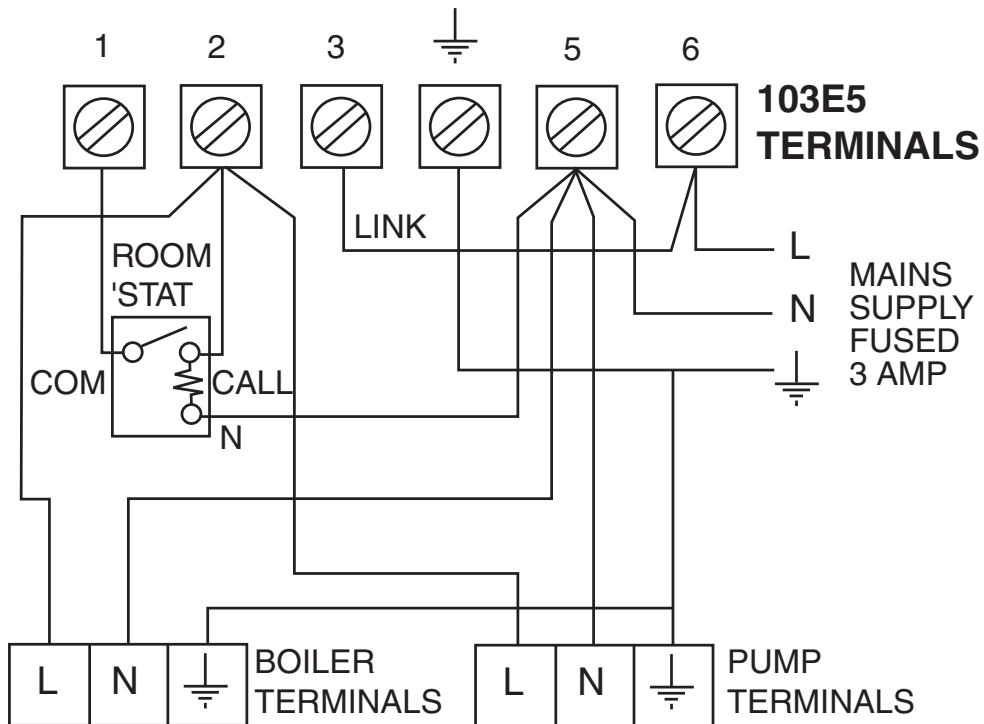 1 2 3 5 6
103E5
TERMINALS
LINK
L
ROOM
'STAT
MAINS
SUPPLY
FUSED
3 AMP
N
COM
CALL
N
L N
BOILER
TERMINALS
L N
PUMP
TERMINALS